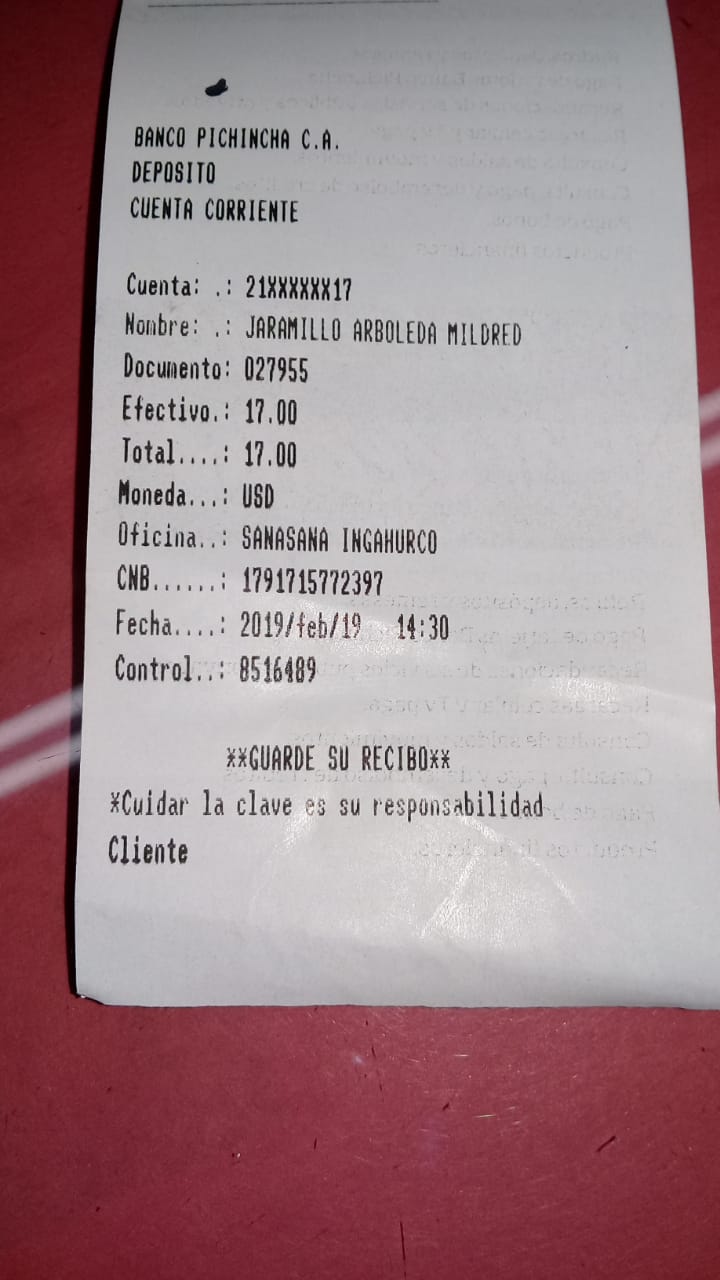 BANCO PICHINCHA C.A.
DEPOSITO
CUENTA CORRIENTE
Cuenta: .: 21XXXXXX17
Nombre: .: JARAMILLO ARBOLEDA MILDRED
Documento: 027955
Efectivo.: 17.00
Total....: 17.00
Moneda...: USD
Oficina..: SANASANA INGAHURCO
CNB......: 1791715772397
Fecha....: 2019/feb/19 14:30
Control..: 8516489
**GUARDE SU RECIBO**
*Cuidar la clave es su responsabilidad
Cliente